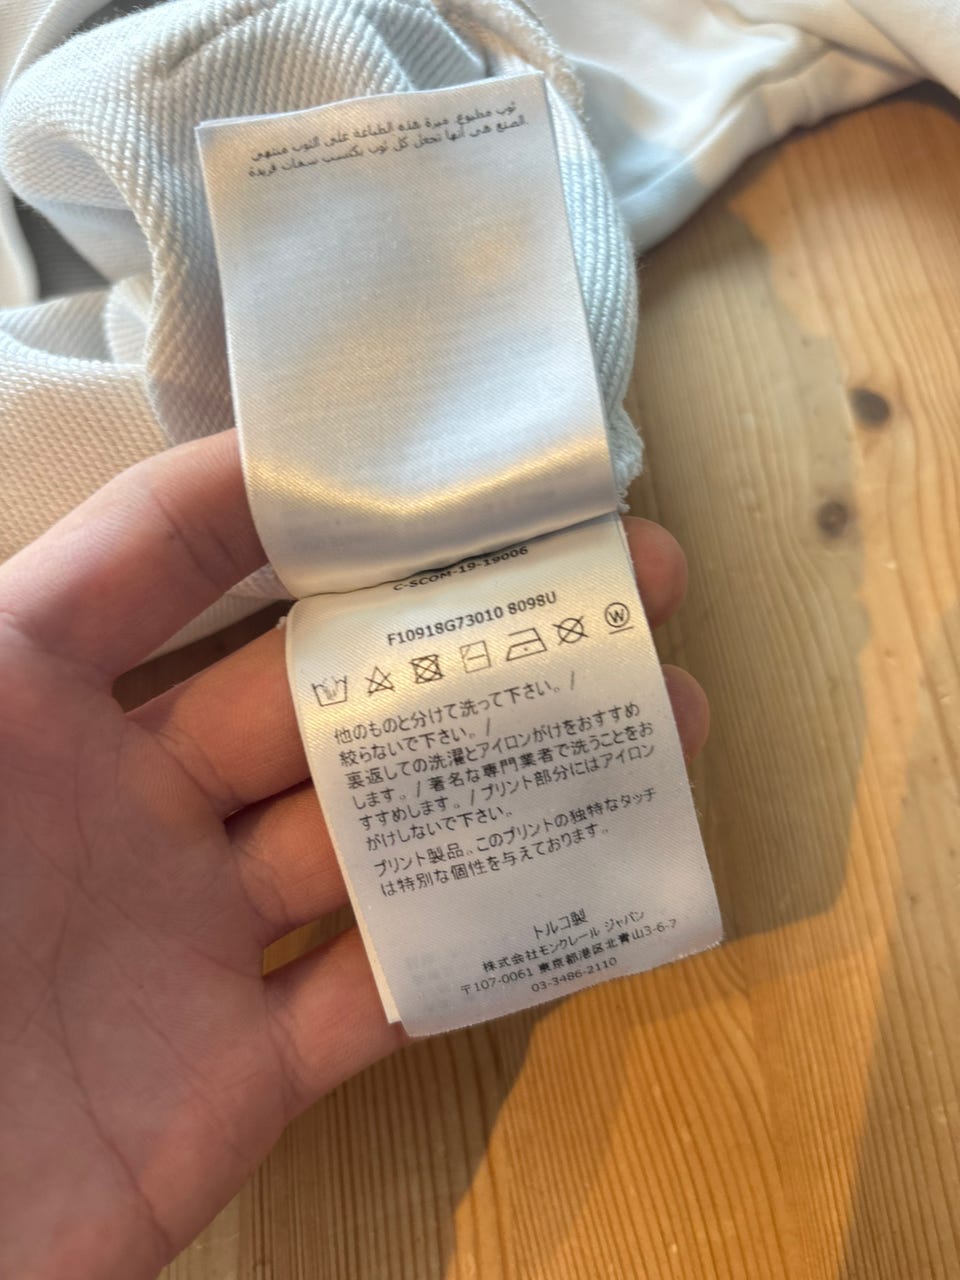 ثوب مطبوع. ميزة هذه الطباعة على الثوب منتهى
الصنع هي أنها تجعل كل ثوب يكتسب سمات فريدة.
C-SCOM-19-19006
F10918G73010 8098U
W
他のものと分けて洗って下さい。/
絞らないで下さい。/
裏返しての洗濯とアイロンがけをおすすめ
します。/ 著名な専門業者で洗うことをお
すすめします。/ プリント部分にはアイロン
がけしないで下さい。
プリント製品。このプリントの独特なタッチ
は特別な個性を与えております。
トルコ製
株式会社モンクレール ジャパン
〒107-0061 東京都港区北青山3-6-7
03-3486-2110